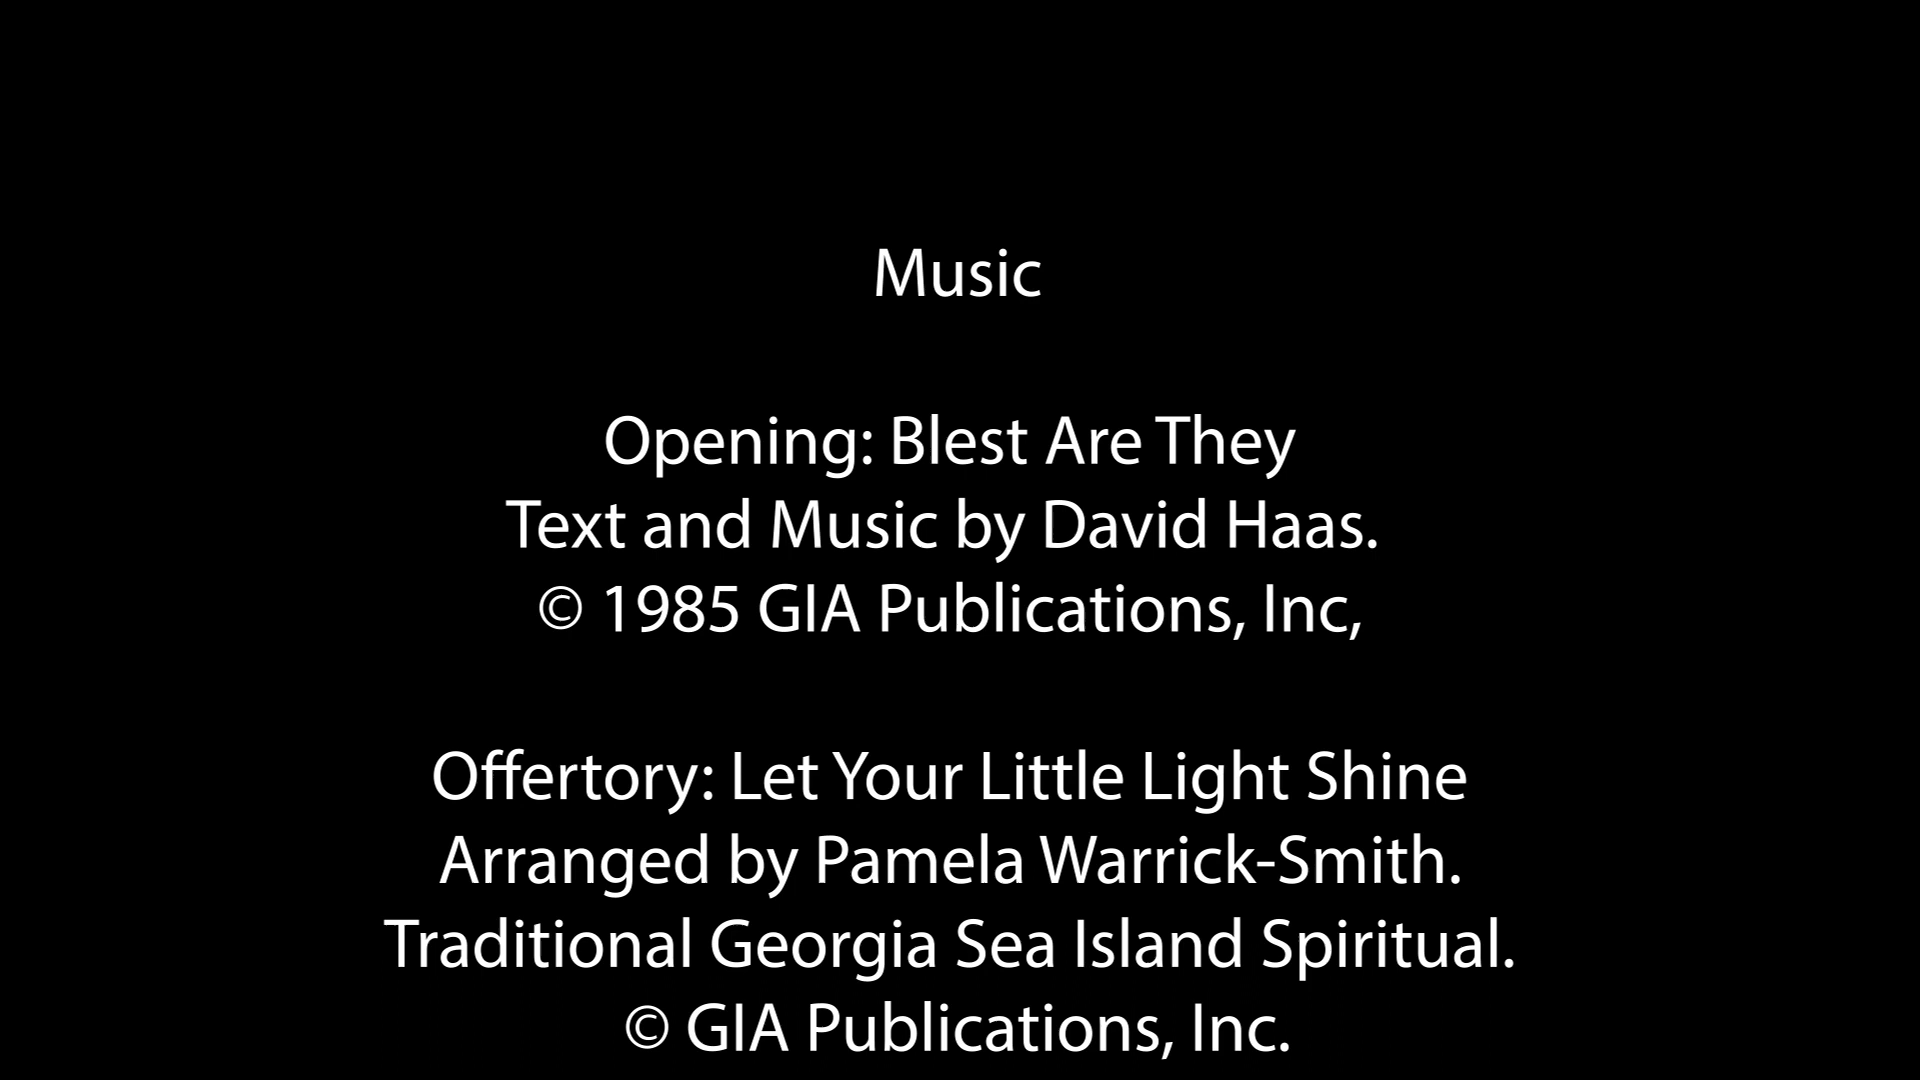 Music
Opening: Blest Are They
Text and Music by David Haas.
© 1985 GIA Publications, Inc,
Offertory: Let Your Little Light Shine
Arranged by Pamela Warrick-Smith.
Traditional Georgia Sea Island Spiritual.
© GIA Publications, Inc.